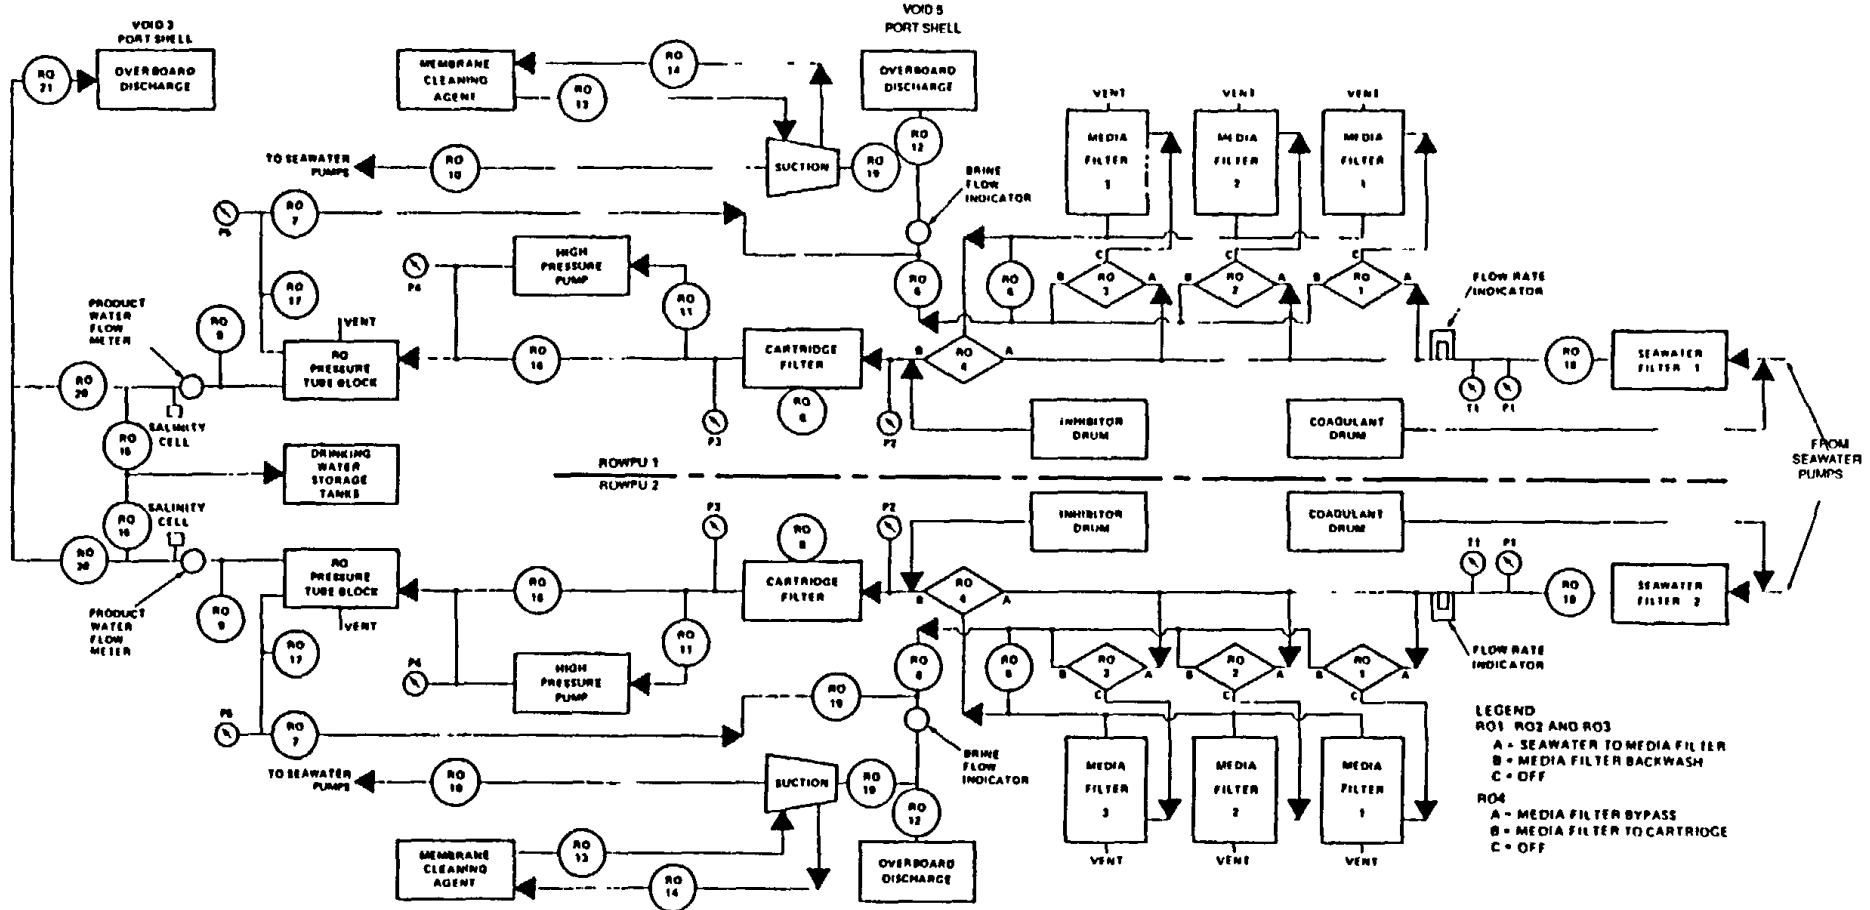 VOID 3
PORT SHELL
OVERBOARD
DISCHARGE
RO
21
MEMBRANE
CLEANING
AGENT
RO
14
RO
13
VOID 5
PORT SHELL
OVERBOARD
DISCHARGE
RO
12
SUCTION
RO
19
TO SEAWATER
PUMPS
RO
10
BRINE
FLOW
INDICATOR
VENT
VENT
VENT
MEDIA
FILTER
3
MEDIA
FILTER
2
MEDIA
FILTER
1
RO
7
HIGH
PRESSURE
PUMP
P4
RO
17
RO
11
RO
RO
C
B
RO
3
A
C
B
RO
2
A
C
B
RO
1
A
FLOW RATE
INDICATOR
PRODUCT
WATER
FLOW
METER
RO
9
VENT
RO
PRESSURE
TUBE BLOCK
RO
16
CARTRIDGE
FILTER
RO
8
B
RO
4
A
RO
18
SEAWATER
FILTER 1
T1
P1
RO
20
SALINITY
CELL
RO
15
P3
P2
INHIBITOR
DRUM
COAGULANT
DRUM
FROM
SEAWATER
PUMPS
DRINKING
WATER
STORAGE
TANKS
ROWPU 1
ROWPU 2
SALINITY
CELL
RO
P3
RO
8
P2
INHIBITOR
DRUM
COAGULANT
DRUM
T1
P1
RO
20
RO
PRESSURE
TUBE BLOCK
VENT
RO
16
CARTRIDGE
FILTER
B
RO
4
A
RO
SEAWATER
FILTER 2
PRODUCT
WATER
FLOW
METER
RO
9
RO
17
RO
11
HIGH
PRESSURE
PUMP
P4
RO
RO
B
RO
3
A
C
B
RO
2
A
C
B
RO
1
A
C
FLOW RATE
INDICATOR
P5
RO
7
RO
19
BRINE
FLOW
INDICATOR
MEDIA
FILTER
3
MEDIA
FILTER
2
MEDIA
FILTER
1
VENT
VENT
VENT
TO SEAWATER
PUMPS
RO
10
SUCTION
RO
RO
12
MEMBRANE
CLEANING
AGENT
RO
13
RO
14
OVERBOARD
DISCHARGE
LEGEND
RO1 RO2 AND RO3
A = SEAWATER TO MEDIA FILTER
B = MEDIA FILTER BACKWASH
C = OFF
RO4
A = MEDIA FILTER BYPASS
B = MEDIA FILTER TO CARTRIDGE
C = OFF